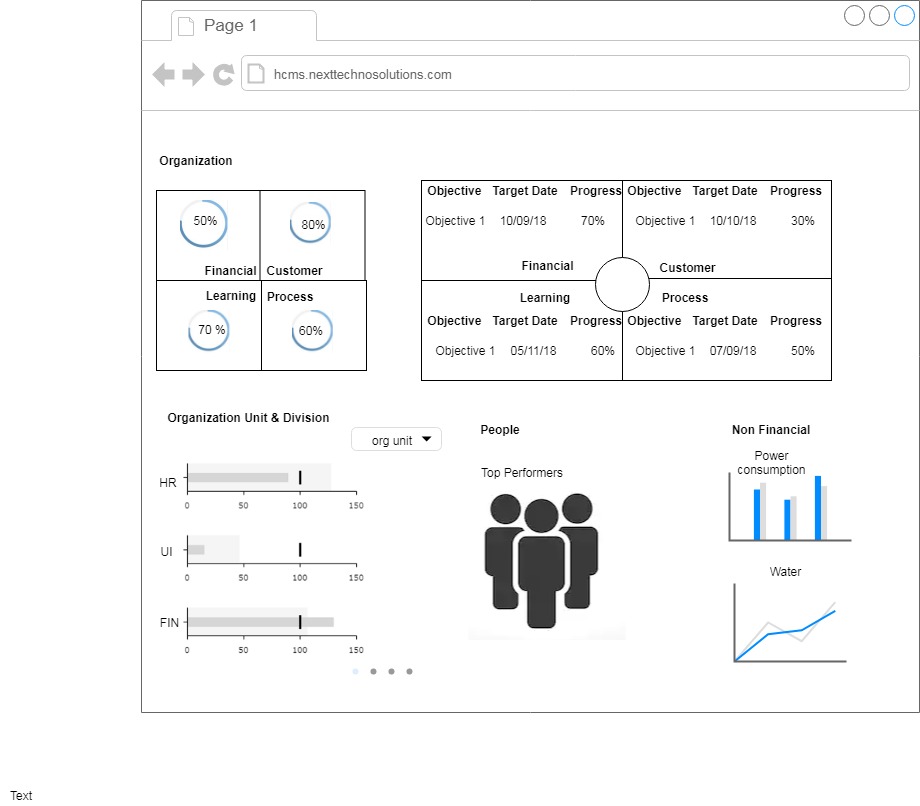 Page 1
hcms.nexttechnosolutions.com
Organization
50%
80%
Financial
Customer
Learning
Process
70 %
60%
Objective Target Date Progress
Objective 1 10/09/18 70%
Financial
Objective Target Date Progress
Objective 1 10/10/18 30%
Customer
Learning
Objective Target Date Progress
Objective 1 05/11/18 60%
Process
Objective Target Date Progress
Objective 1 07/09/18 50%
Organization Unit & Division
org unit
HR
0 50 100 150
UI
0 50 100 150
FIN
0 50 100 150
People
Top Performers
Non Financial
Power
consumption
Water
Text